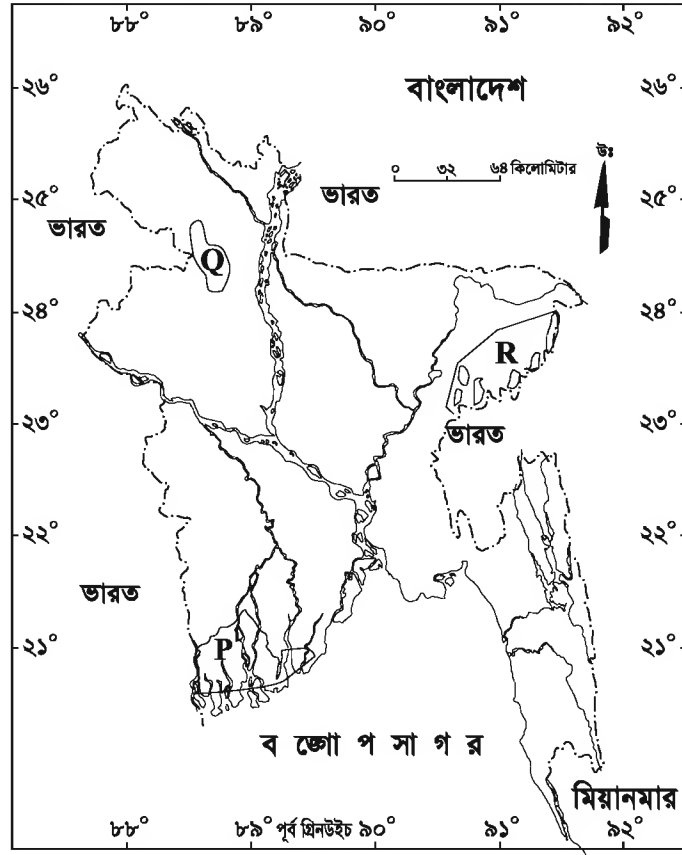 ৮৮° ৮৯° ৯০° ৯১° ৯২°
২৬° বাংলাদেশ ২৬°
০ ৩২ ৬৪ কিলোমিটার
উঃ
ভারত
২৫° ২৫°
ভারত
Q
২৪° ২৪°
R
২৩° ২৩°
ভারত
২২° ২২°
ভারত
২১° P ২১°
ব ঙ্গো প সা গ র
মিয়ানমার
৮৮° ৮৯° পূর্ব গ্রিনউইচ ৯০° ৯১° ৯২°